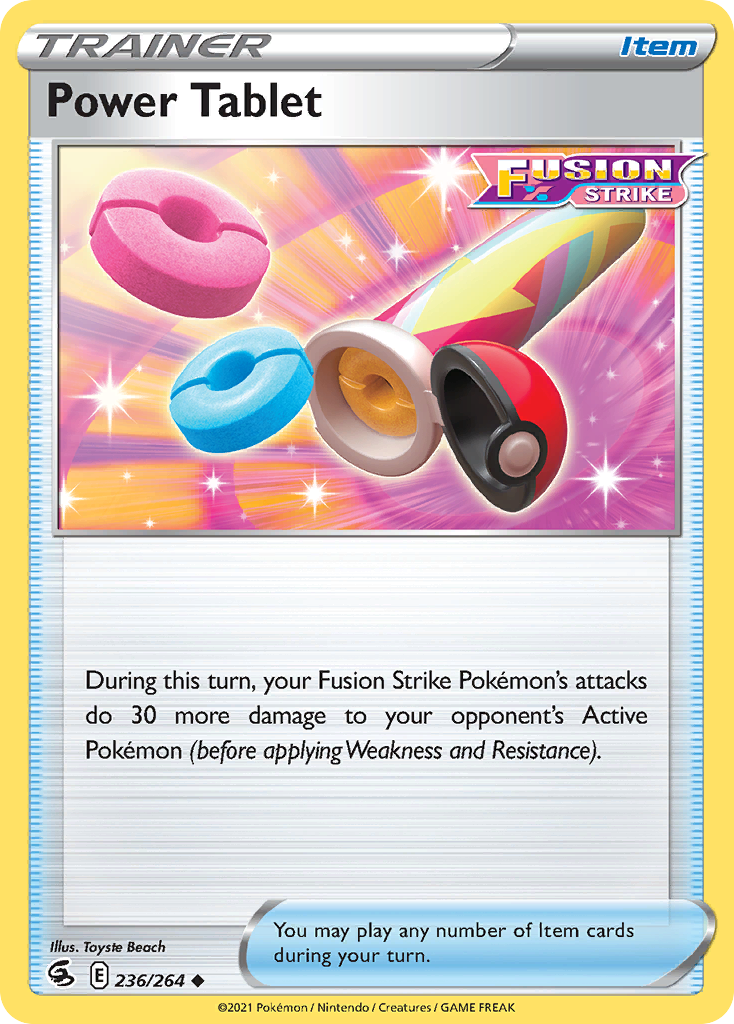 TRAINER
Item
Power Tablet
FUSION
STRIKE
During this turn, your Fusion Strike Pokémon's attacks
do 30 more damage to your opponent's Active
Pokémon (before applying Weakness and Resistance).
You may play any number of Item cards
during your turn.
Illus. Toyste Beach
E 236/264 ◆
©2021 Pokémon / Nintendo / Creatures / GAME FREAK